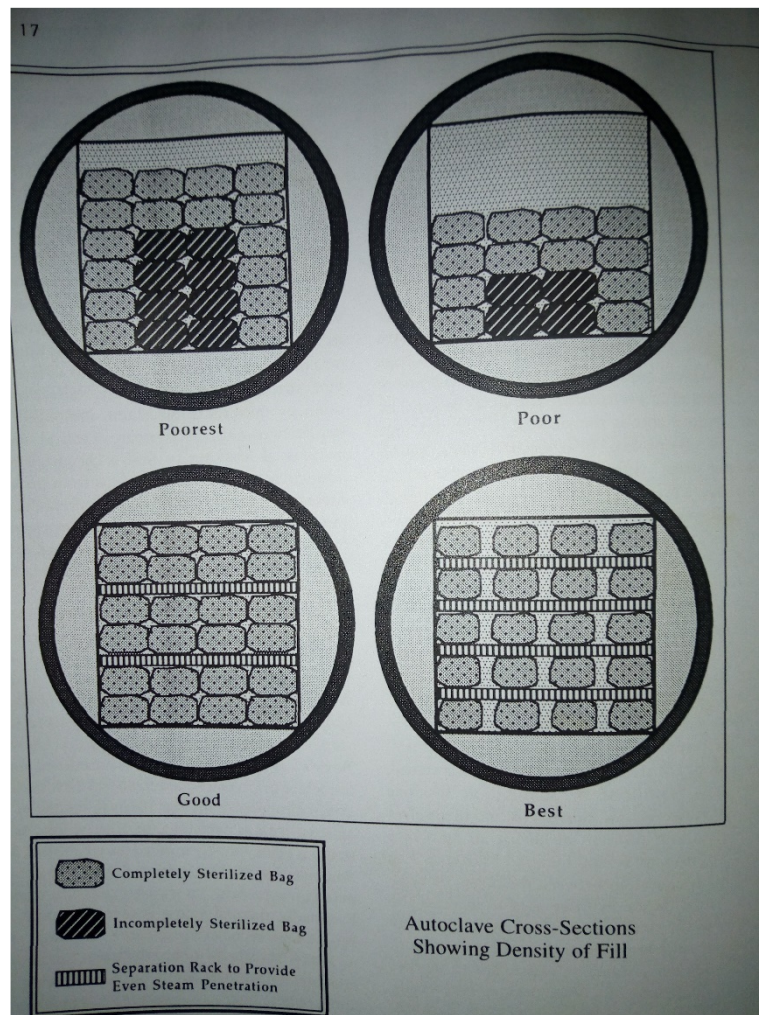 17
Poorest
Poor
Good
Best
Completely Sterilized Bag
Incompletely Sterilized Bag
Separation Rack to Provide
Even Steam Penetration
Autoclave Cross-Sections
Showing Density of Fill